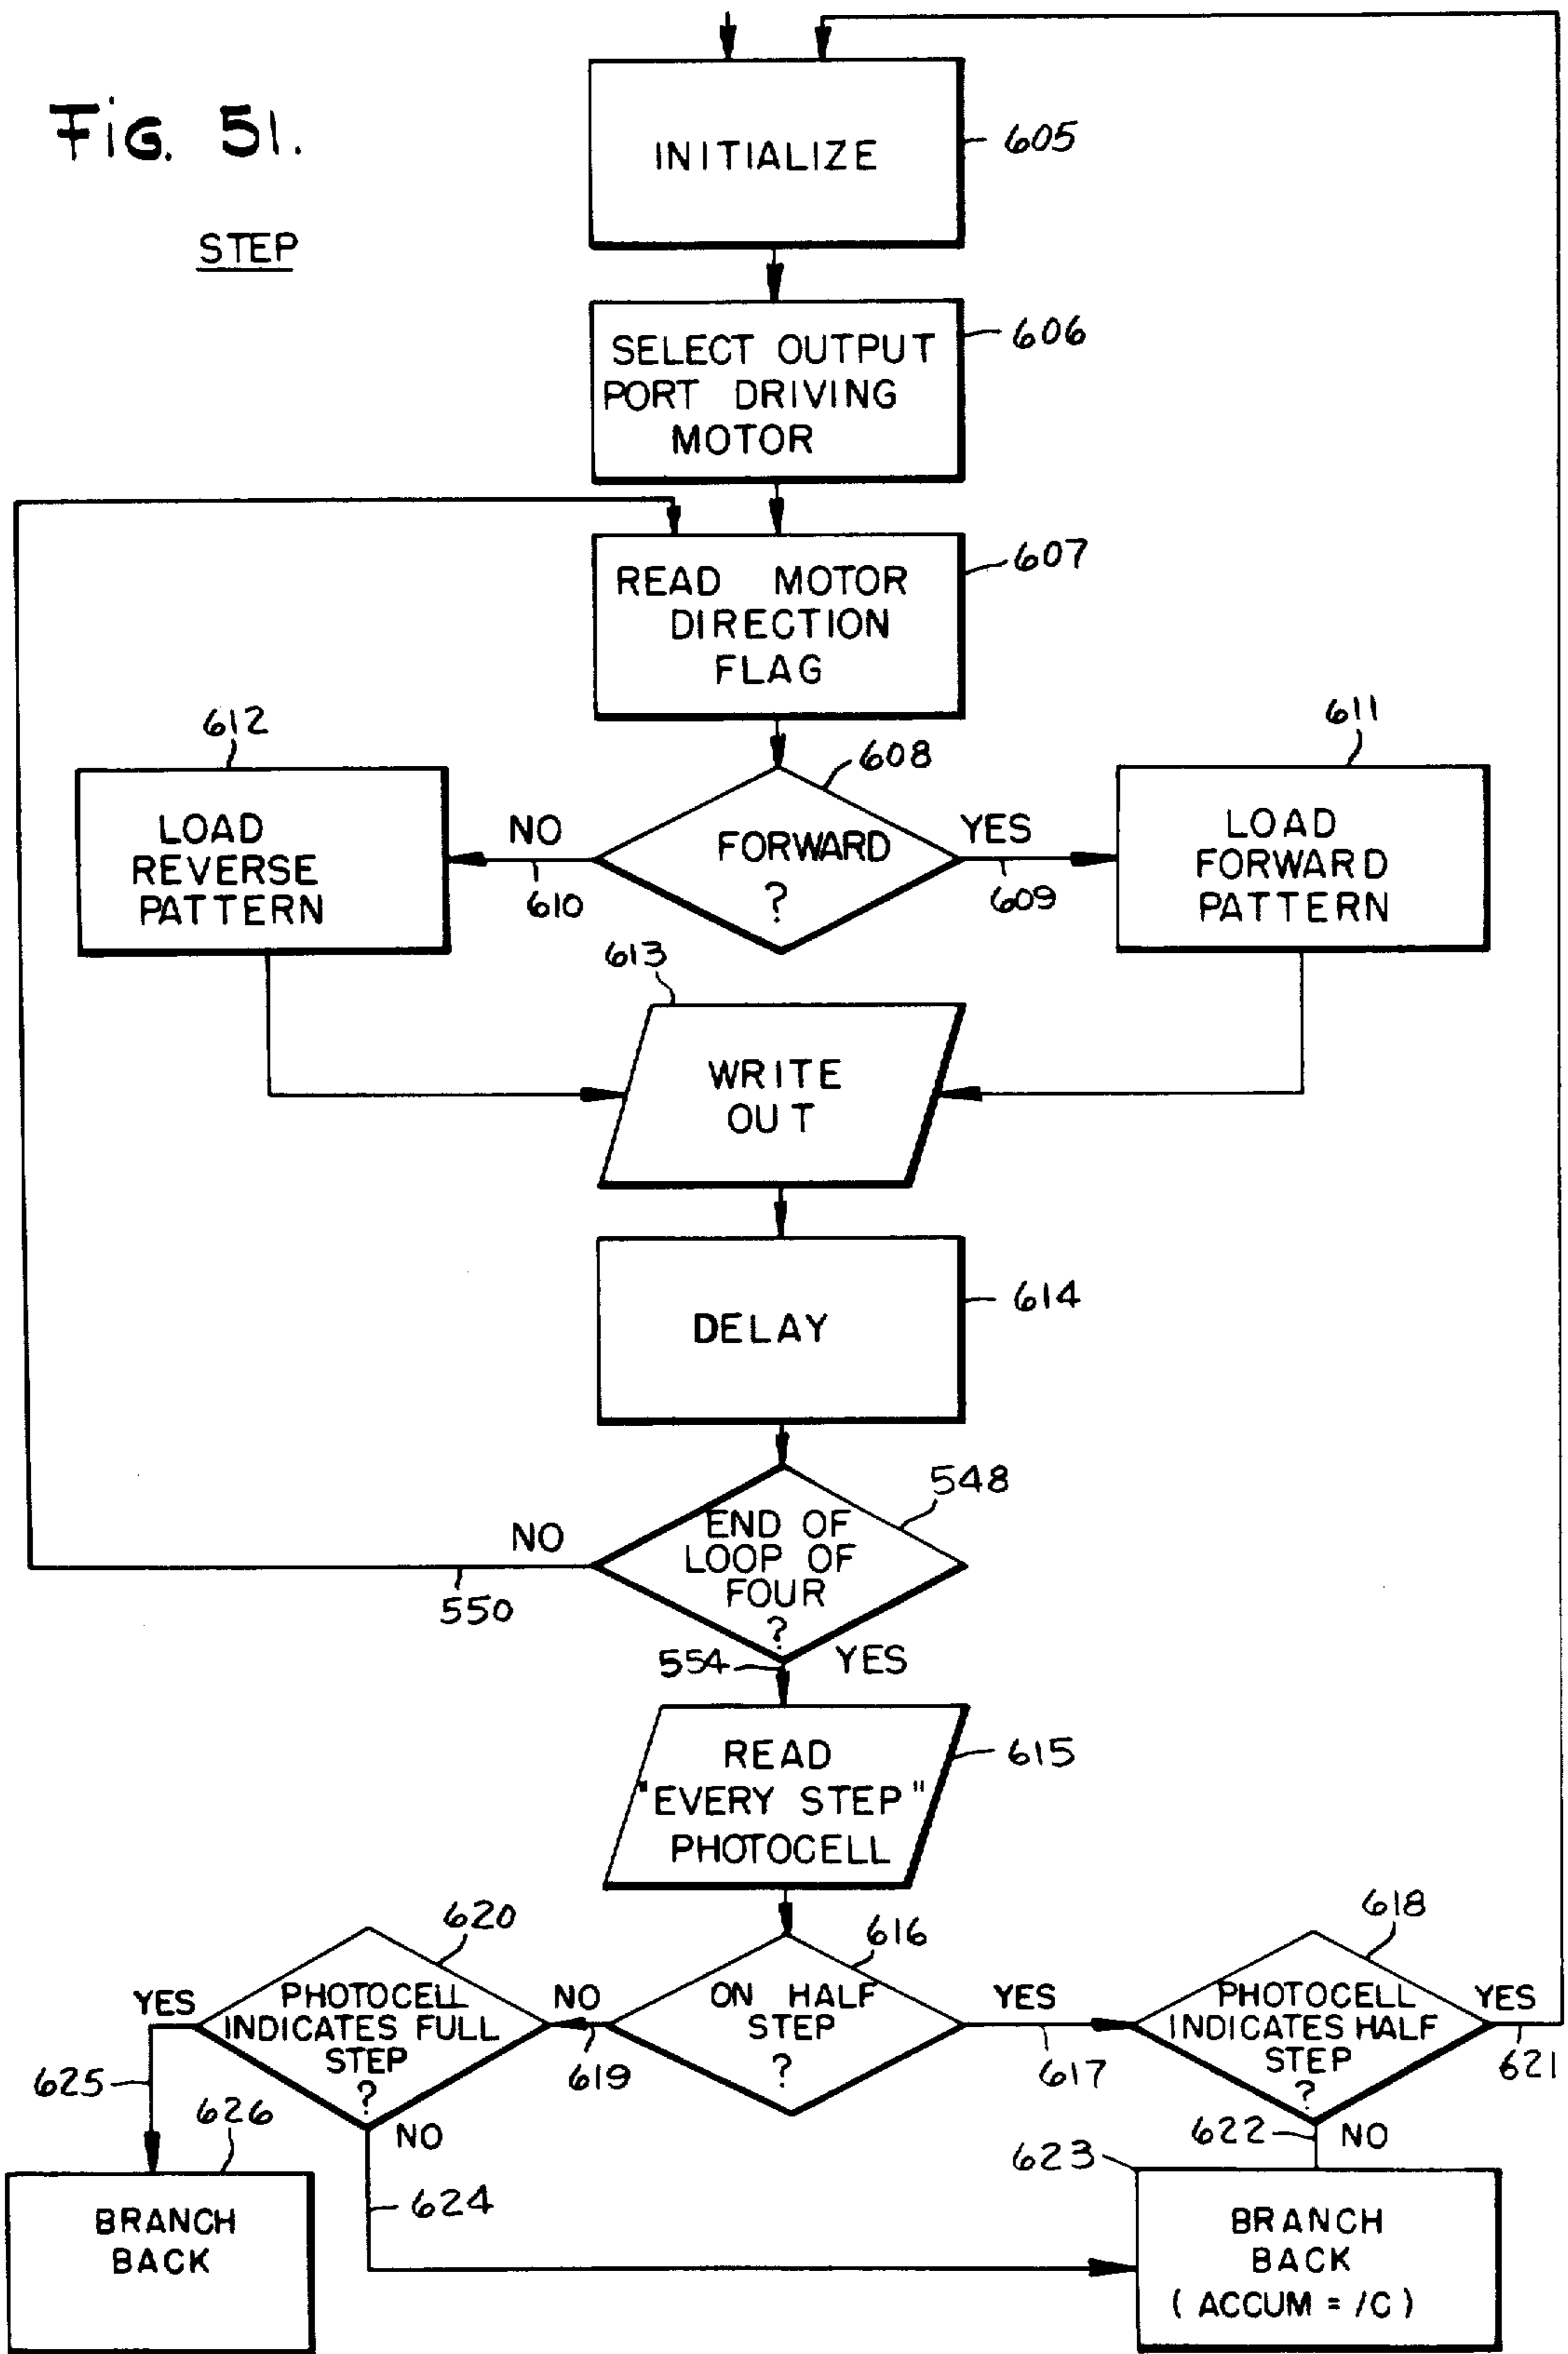 FIG. 51.
STEP
INITIALIZE
605
SELECT OUTPUT
PORT DRIVING
MOTOR
606
READ MOTOR
DIRECTION
FLAG
607
612
LOAD
REVERSE
PATTERN
NO
610
608
FORWARD
?
YES
609
611
LOAD
FORWARD
PATTERN
613
WRITE
OUT
DELAY
614
548
END OF
LOOP OF
FOUR
?
NO
550
554
YES
READ
"EVERY STEP"
PHOTOCELL
615
620
PHOTOCELL
INDICATES FULL
STEP
?
YES
NO
619
616
ON HALF
STEP
?
YES
617
618
PHOTOCELL
INDICATES HALF
STEP
?
YES
621
625
626
NO
624
622
NO
623
BRANCH
BACK
BRANCH
BACK
( ACCUM = /C )